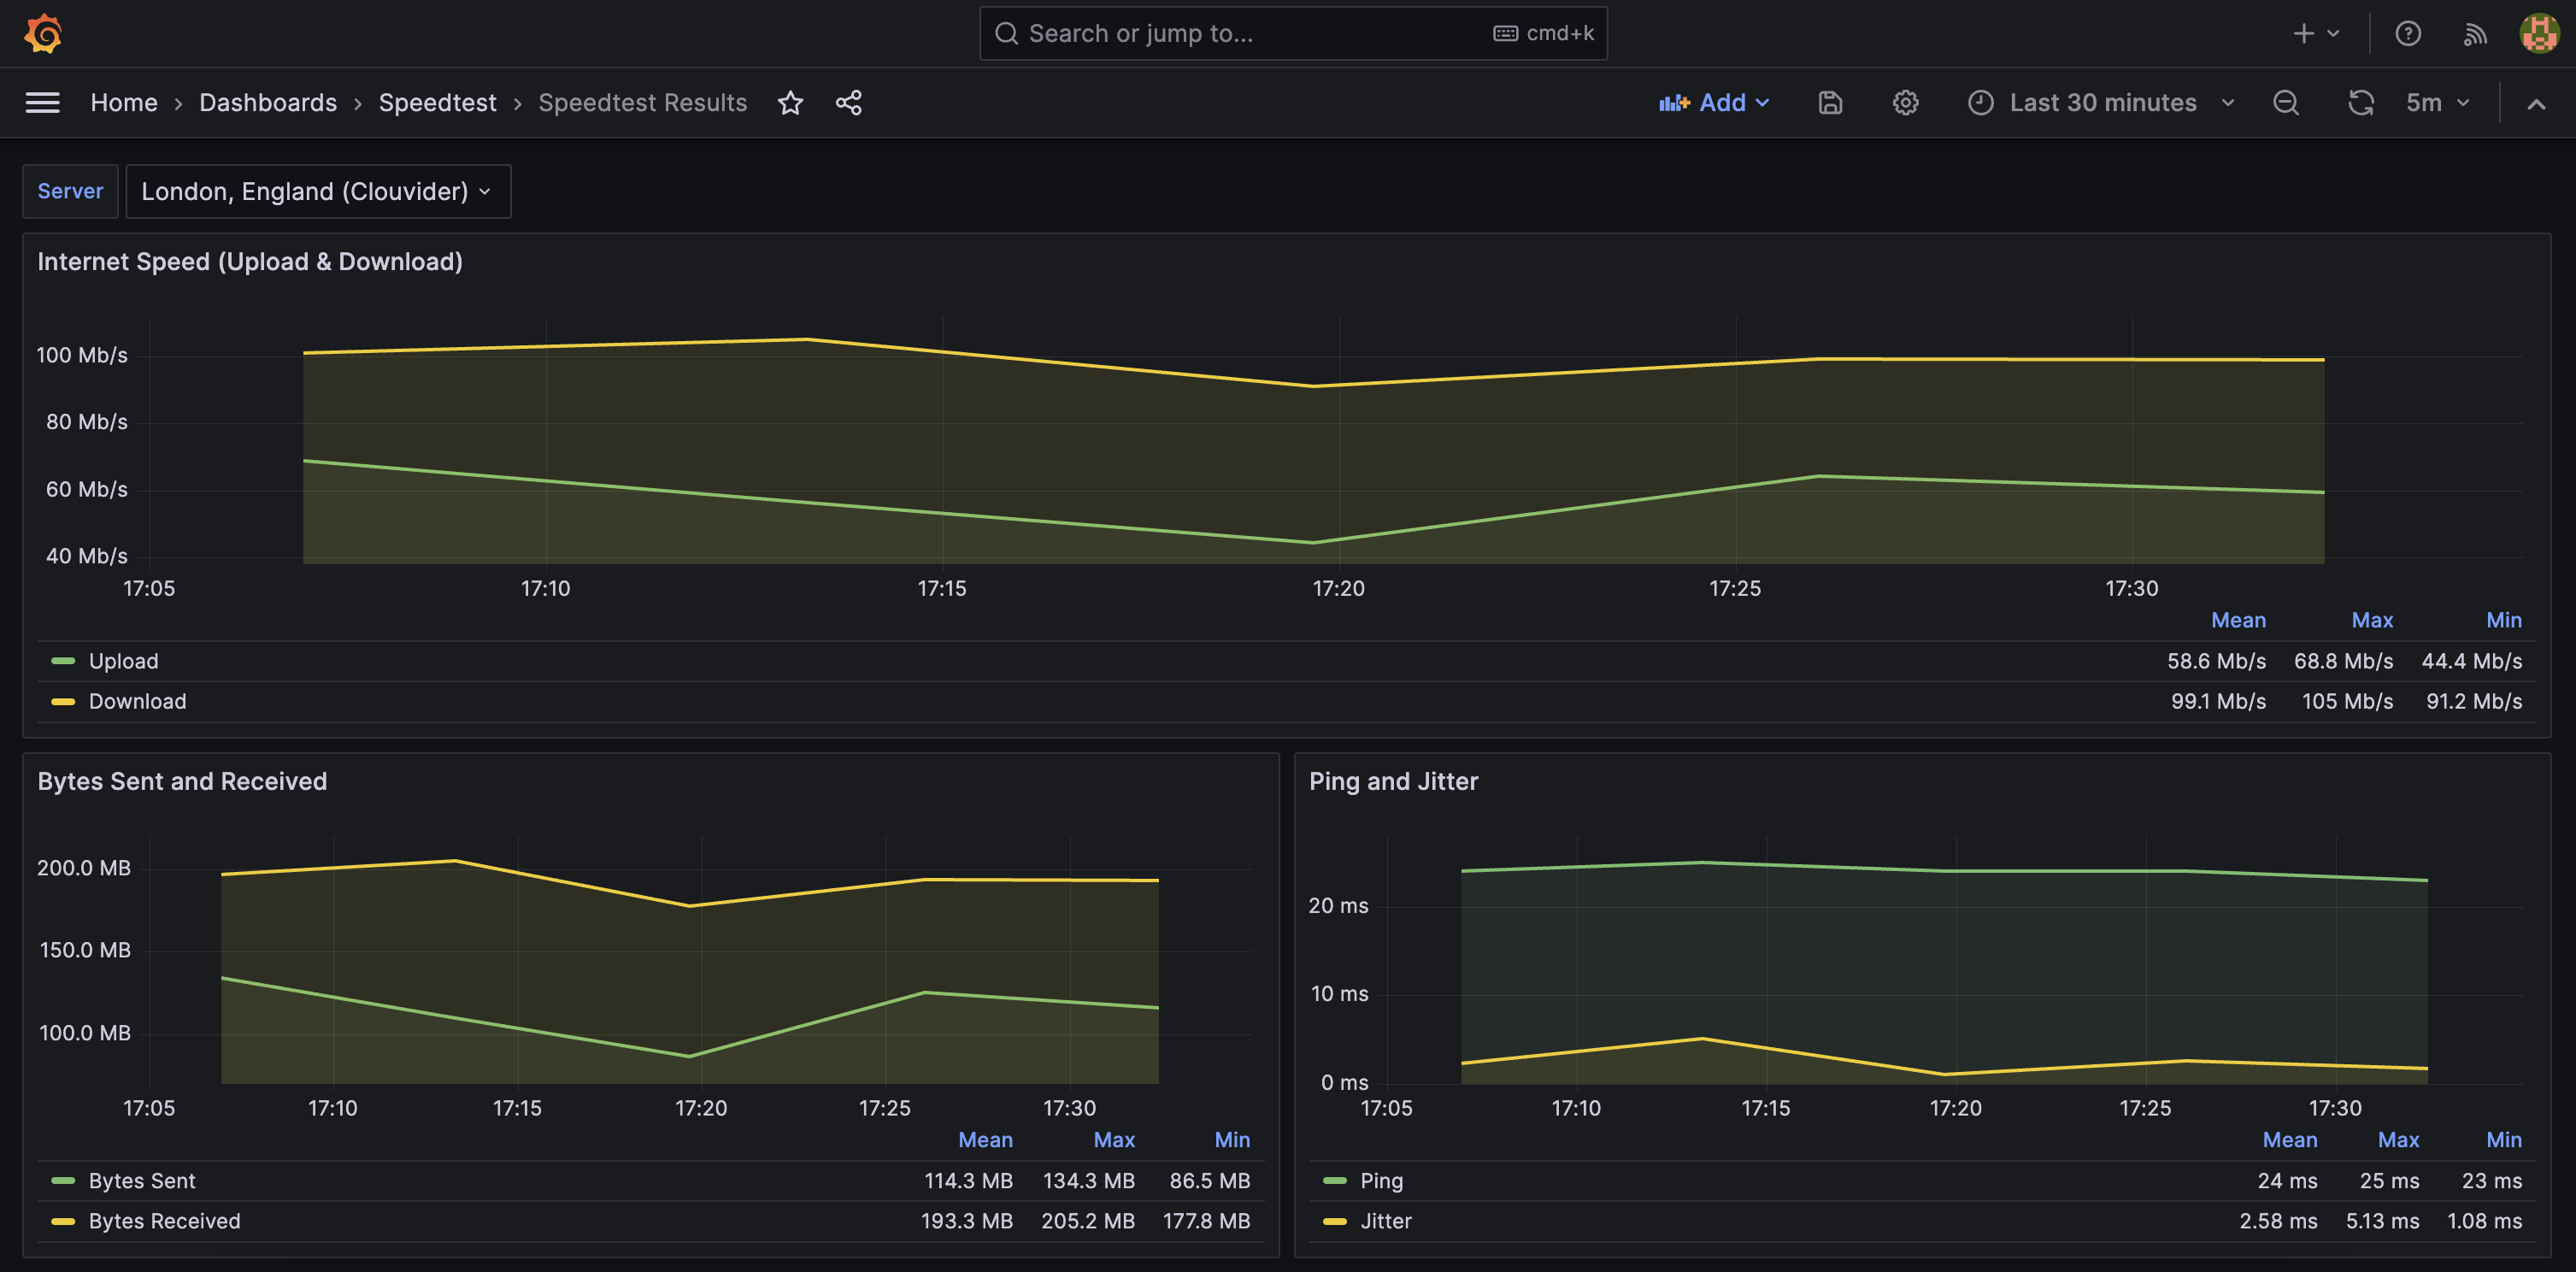 Search or jump to... cmd+k
Home › Dashboards › Speedtest › Speedtest Results Add Last 30 minutes 5m
Server London, England (Clouvider)
Internet Speed (Upload & Download)
100 Mb/s
80 Mb/s
60 Mb/s
40 Mb/s
17:05 17:10 17:15 17:20 17:25 17:30
Mean Max Min
Upload 58.6 Mb/s 68.8 Mb/s 44.4 Mb/s
Download 99.1 Mb/s 105 Mb/s 91.2 Mb/s
Bytes Sent and Received
200.0 MB
150.0 MB
100.0 MB
17:05 17:10 17:15 17:20 17:25 17:30
Mean Max Min
Bytes Sent 114.3 MB 134.3 MB 86.5 MB
Bytes Received 193.3 MB 205.2 MB 177.8 MB
Ping and Jitter
20 ms
10 ms
0 ms
17:05 17:10 17:15 17:20 17:25 17:30
Mean Max Min
Ping 24 ms 25 ms 23 ms
Jitter 2.58 ms 5.13 ms 1.08 ms